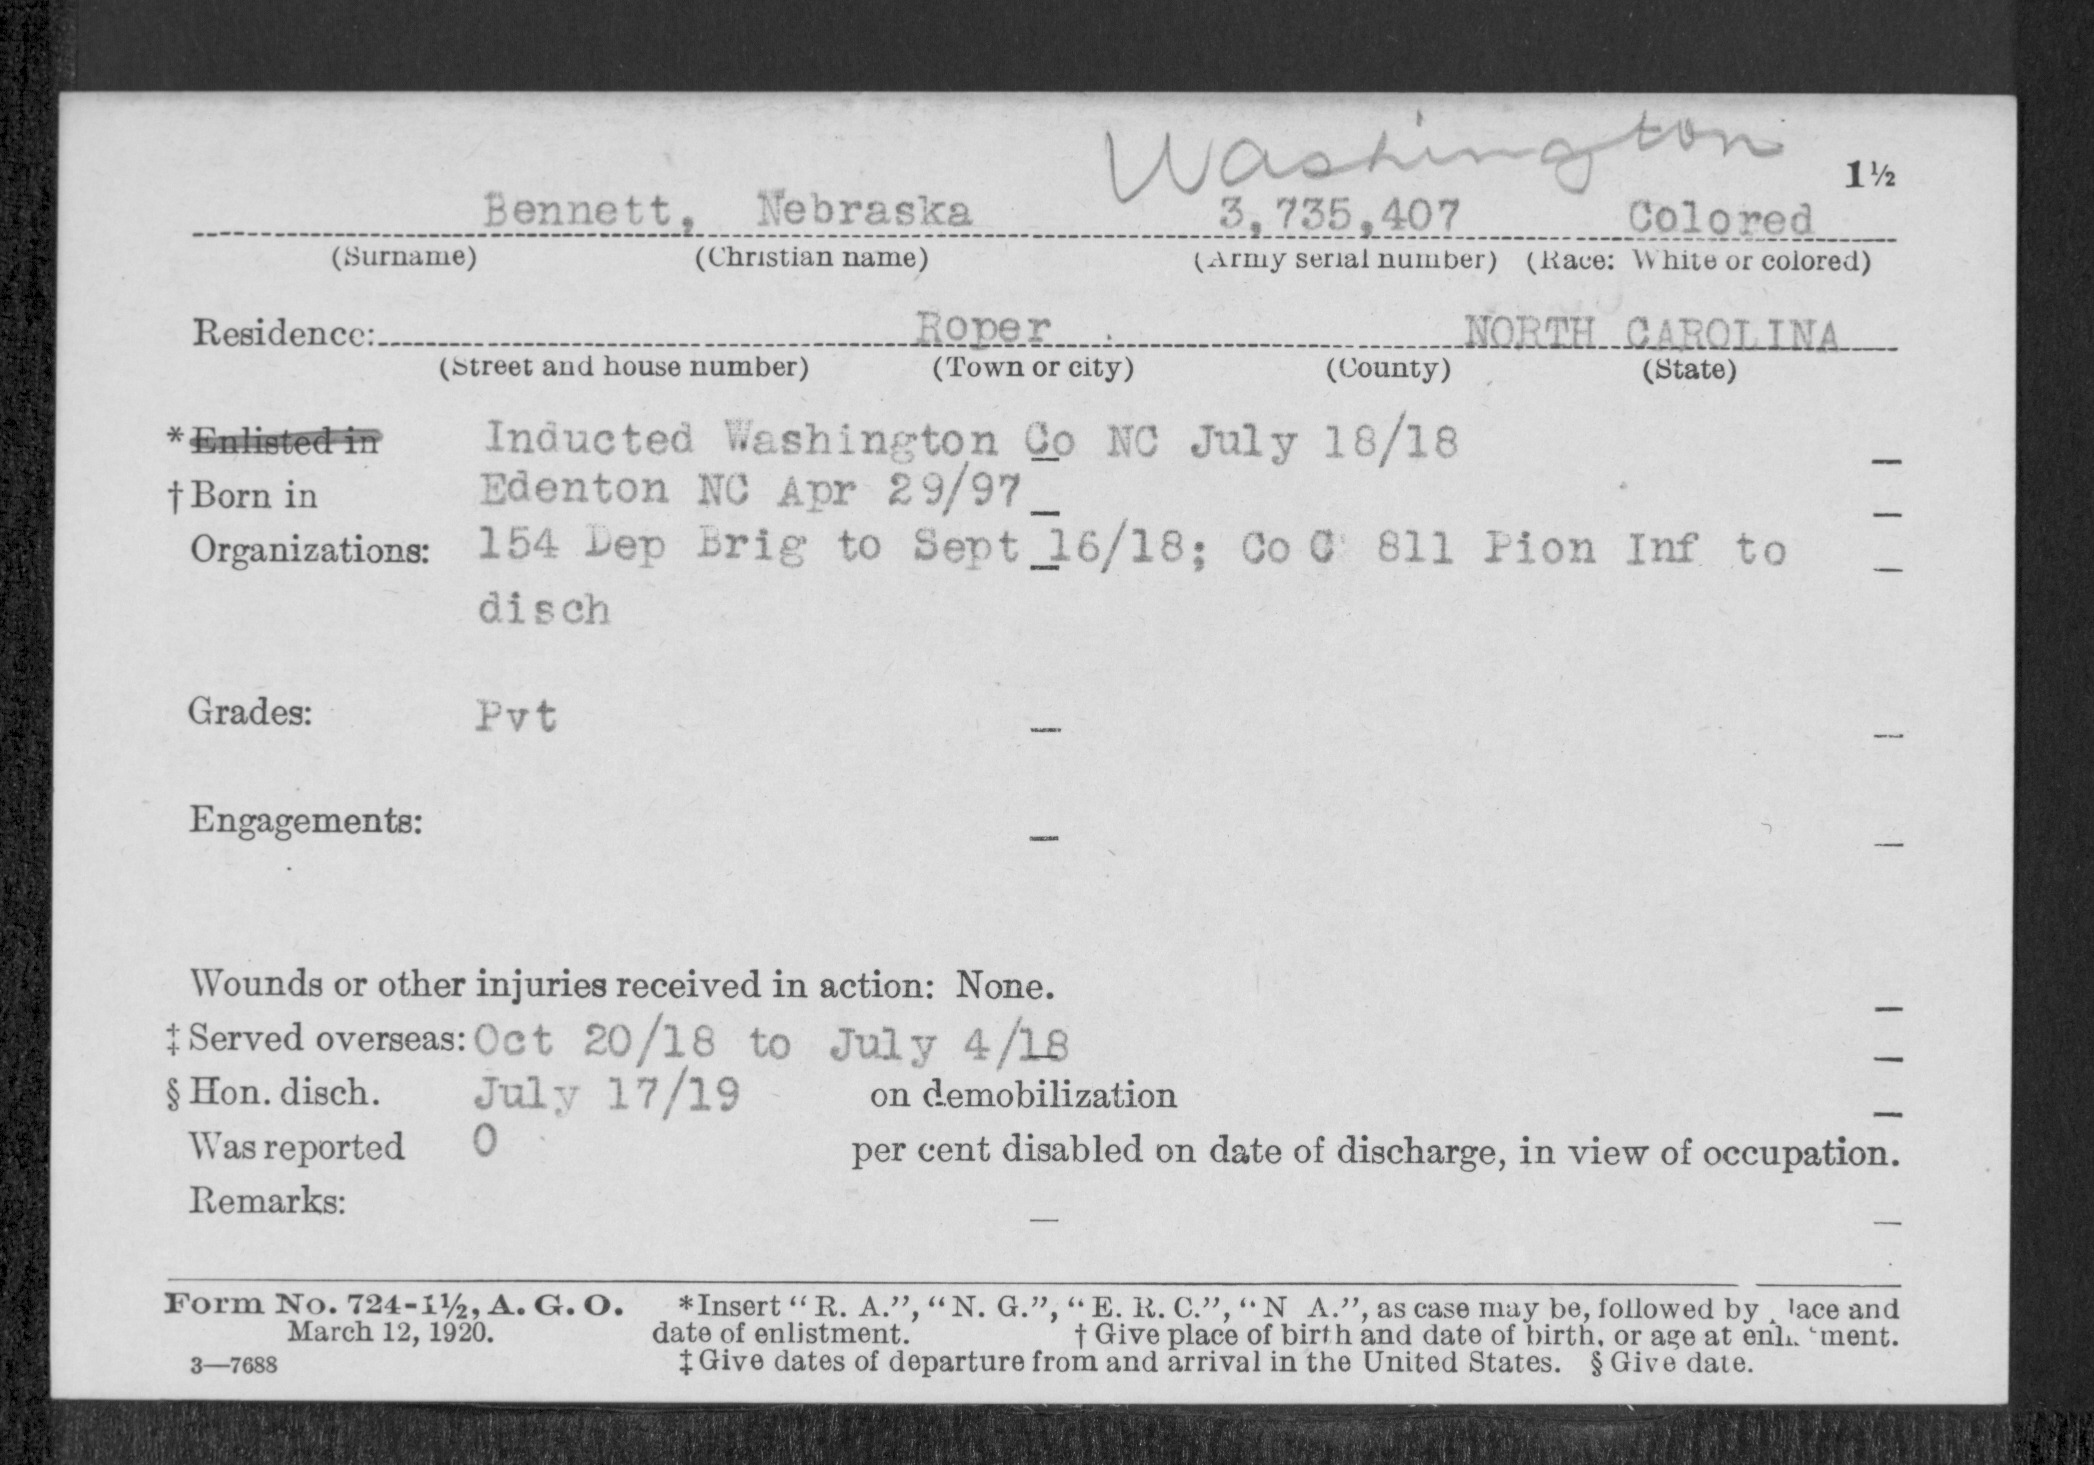 Washington
1½
Bennett, Nebraska 3,735,407 Colored
(Surname) (Christian name) (Army serial number) (Race: White or colored)
Residence: Roper NORTH CAROLINA
(Street and house number) (Town or city) (County) (State)
* Enlisted in Inducted Washington Co NC July 18/18
† Born in Edenton NC Apr 29/97
Organizations: 154 Dep Brig to Sept 16/18; Co C 811 Pion Inf to
disch
Grades: Pvt
Engagements:
Wounds or other injuries received in action: None.
‡ Served overseas: Oct 20/18 to July 4/18
§ Hon. disch. July 17/19 on demobilization
Was reported 0 per cent disabled on date of discharge, in view of occupation.
Remarks:
Form No. 724-1½, A. G. O. *Insert "R. A.", "N. G.", "E. R. C.", "N A.", as case may be, followed by lace and
March 12, 1920. date of enlistment. † Give place of birth and date of birth, or age at enl ment.
3—7688 ‡ Give dates of departure from and arrival in the United States. § Give date.